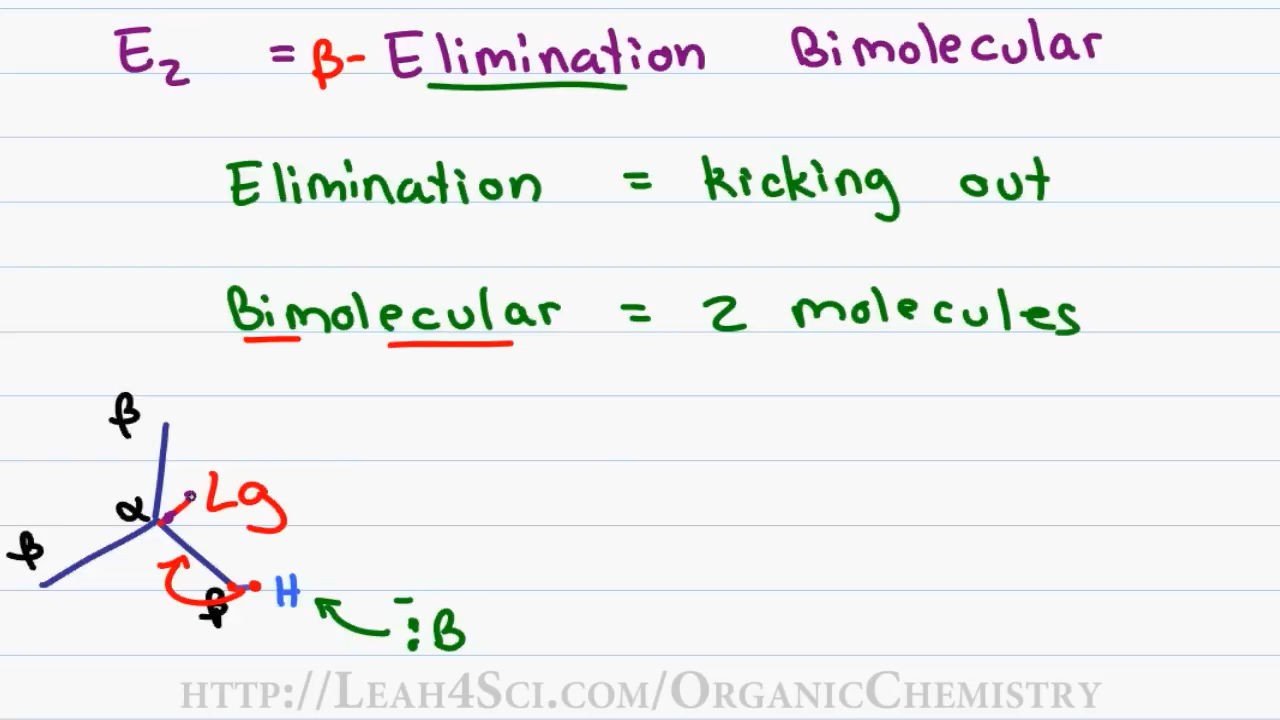 E2 = β-Elimination Bimolecular
Elimination = kicking out
Bimolecular = 2 molecules
β
α Lg
β
β H
:B⁻
HTTP://LEAH4SCI.COM/ORGANICCHEMISTRY